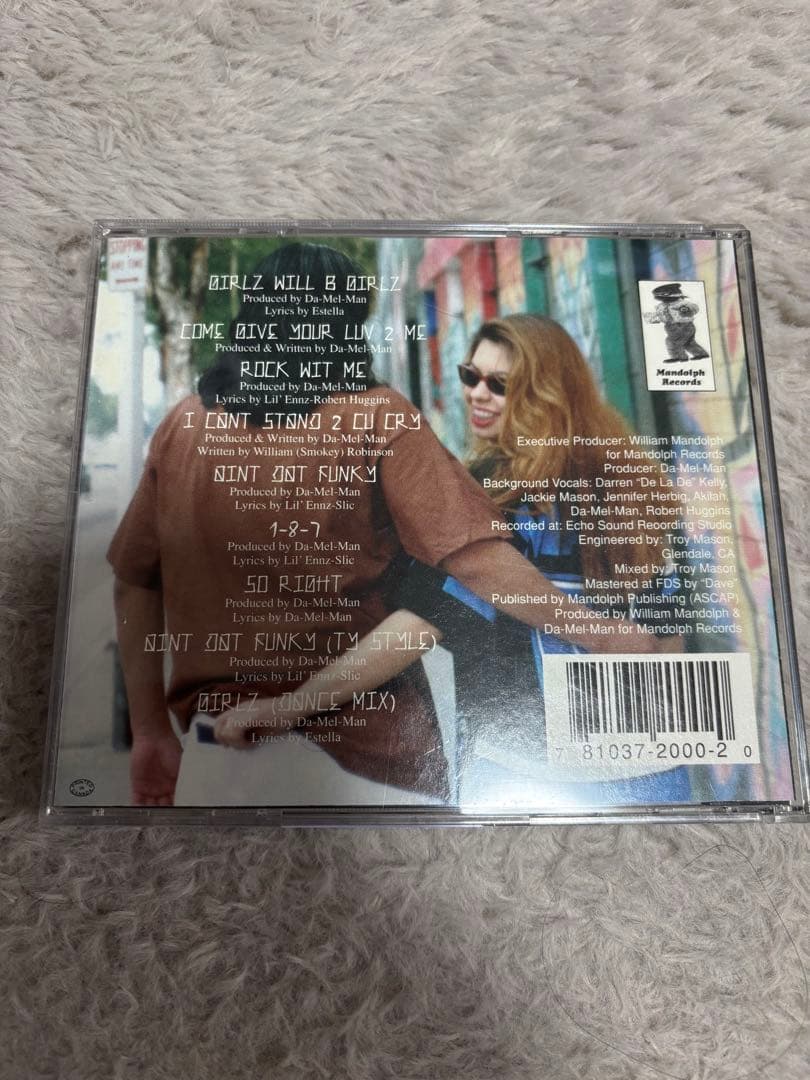 STOPPING
ANY TIME
GIRLZ WILL B GIRLZ
Produced by Da-Mel-Man
Lyrics by Estella
COME GIVE YOUR LUV 2 ME
Produced & Written by Da-Mel-Man
ROCK WIT ME
Produced by Da-Mel-Man
Lyrics by Lil' Ennz-Robert Huggins
I CANT STAND 2 CU CRY
Produced & Written by Da-Mel-Man
Written by William (Smokey) Robinson
AINT DAT FUNKY
Produced by Da-Mel-Man
Lyrics by Lil' Ennz-Slic
1-8-7
Produced by Da-Mel-Man
Lyrics by Lil' Ennz-Slic
SO RIGHT
Produced by Da-Mel-Man
Lyrics by Da-Mel-Man
AINT DAT FUNKY (TY STYLE)
Produced by Da-Mel-Man
Lyrics by Lil' Ennz-Slic
GIRLZ (DANCE MIX)
Produced by Da-Mel-Man
Lyrics by Estella
Mandolph
Records
Executive Producer: William Mandolph
for Mandolph Records
Producer: Da-Mel-Man
Background Vocals: Darren "De La De" Kelly,
Jackie Mason, Jennifer Herbig, Akilah,
Da-Mel-Man, Robert Huggins
Recorded at: Echo Sound Recording Studio
Engineered by: Troy Mason,
Glendale, CA
Mixed by: Troy Mason
Mastered at FDS by "Dave"
Published by Mandolph Publishing (ASCAP)
Produced by William Mandolph &
Da-Mel-Man for Mandolph Records
7 81037-2000-2 0
PRINTED
IN
CANADA